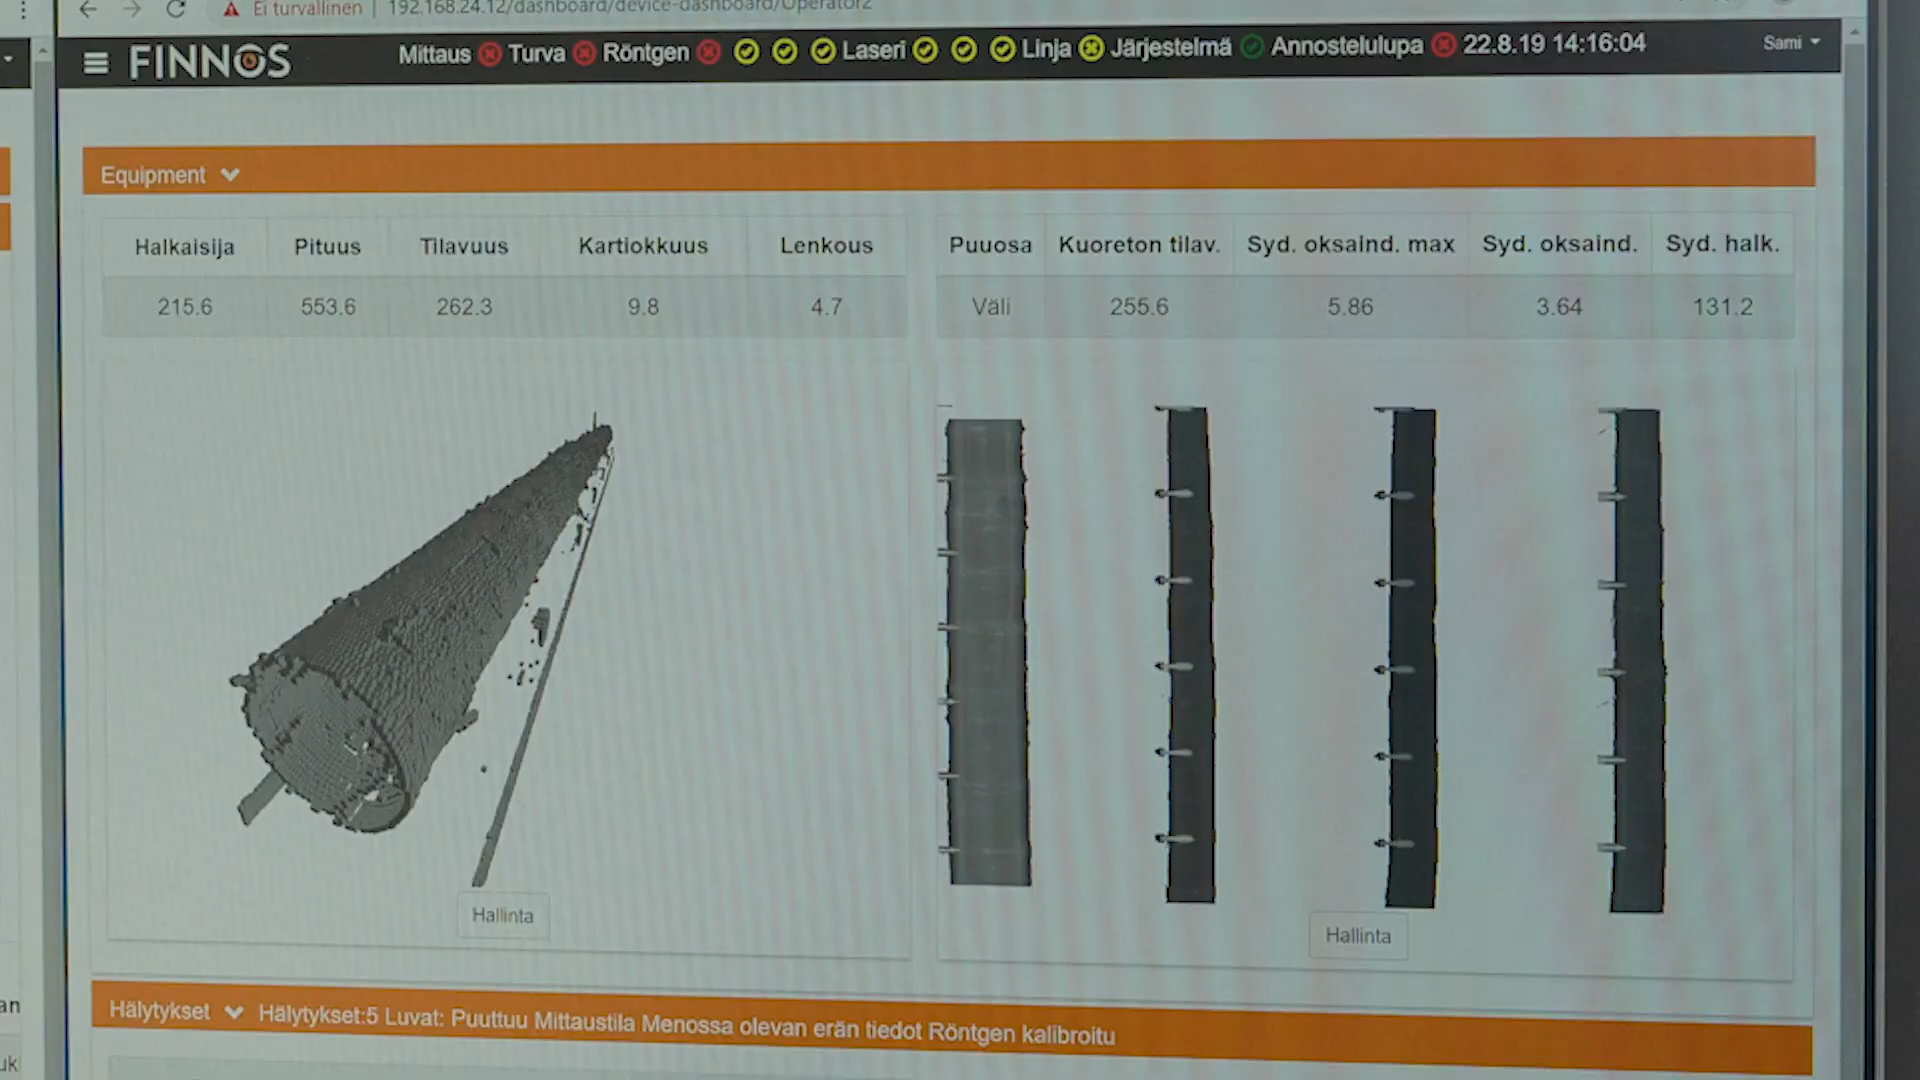 Ei turvallinen | 192.168.24.12/dashboard/device-dashboard/Operator2
FINNOS Mittaus Turva Röntgen Laseri Linja Järjestelmä Annostelulupa 22.8.19 14:16:04 Sami
Equipment
Halkaisija Pituus Tilavuus Kartiokkuus Lenkous Puuosa Kuoreton tilav. Syd. oksaind. max Syd. oksaind. Syd. halk.
215.6 553.6 262.3 9.8 4.7 Väli 255.6 5.86 3.64 131.2
Hallinta Hallinta
Hälytykset Hälytykset:5 Luvat: Puuttuu Mittaustila Menossa olevan erän tiedot Röntgen kalibroitu